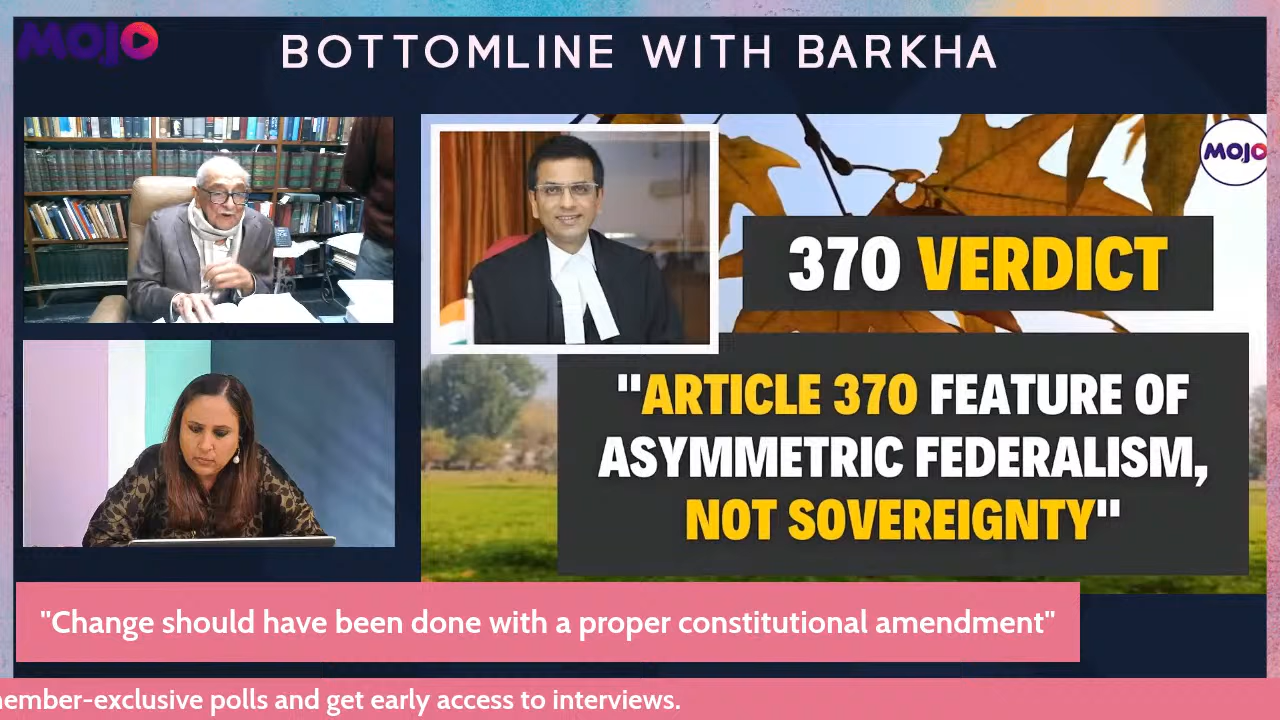 MOJO
BOTTOMLINE WITH BARKHA
MOJO
370 VERDICT
"ARTICLE 370 FEATURE OF
ASYMMETRIC FEDERALISM,
NOT SOVEREIGNTY"
"Change should have been done with a proper constitutional amendment"
member-exclusive polls and get early access to interviews.